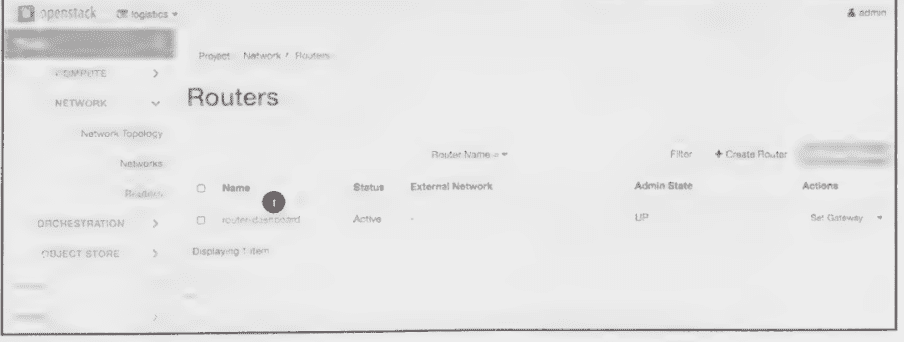 openstack logistics admin
Project Network / Routers
COMPUTE
NETWORK
Routers
Network Topology
Router Name = Filter + Create Router
Networks
Routers
Name Status External Network Admin State Actions
1
router-dashboard Active - UP Set Gateway
ORCHESTRATION
OBJECT STORE
Displaying 1 item